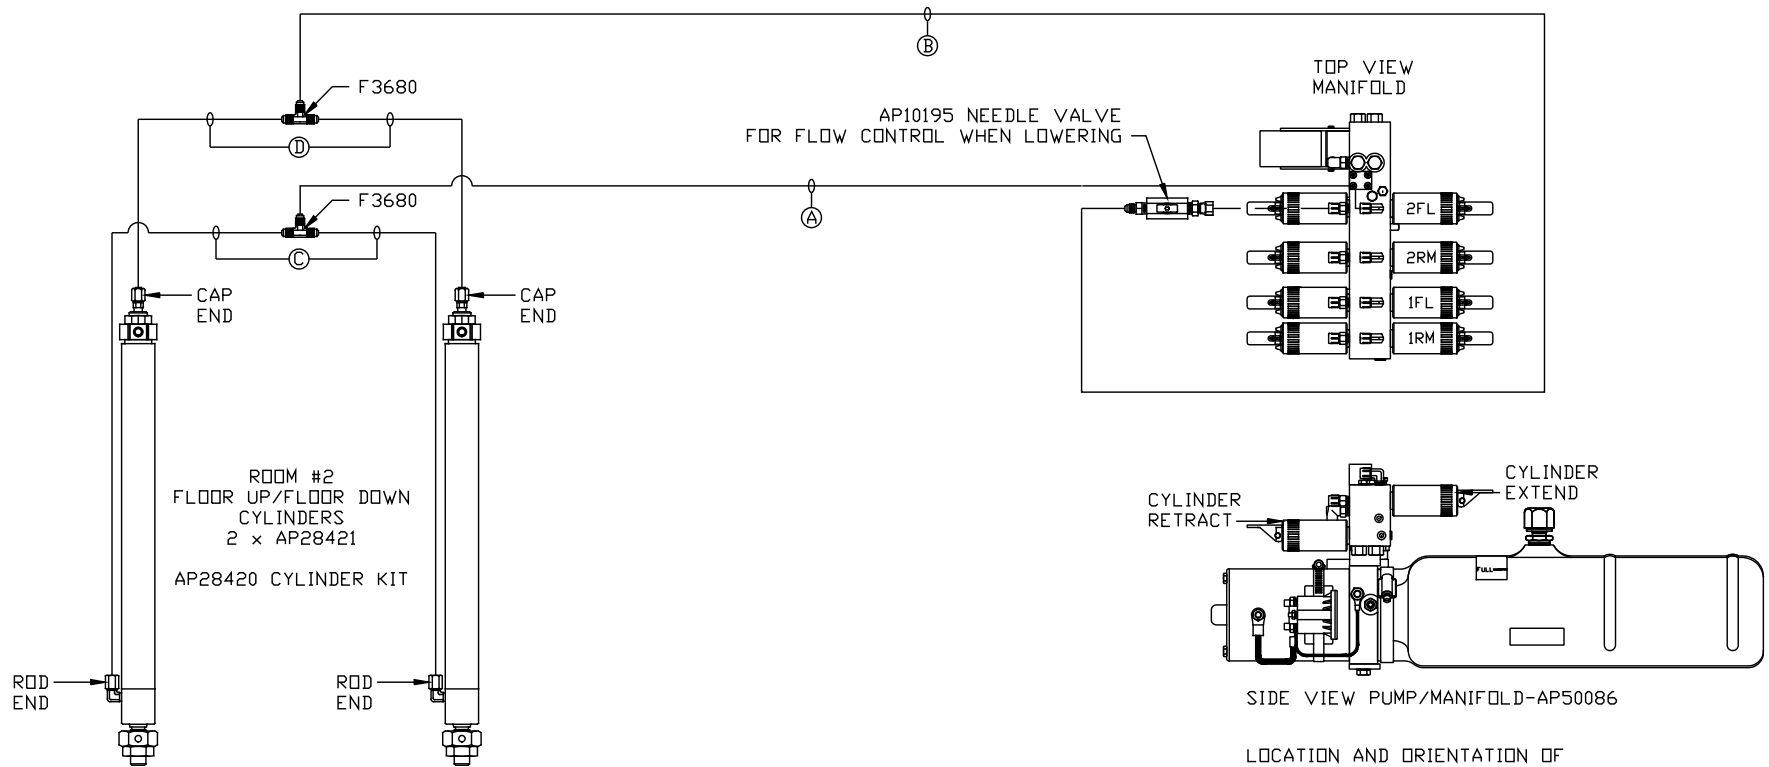 B
TOP VIEW
MANIFOLD
F3680
AP10195 NEEDLE VALVE
FOR FLOW CONTROL WHEN LOWERING
D
F3680
A
2FL
C
2RM
CAP
END
CAP
END
1FL
1RM
ROOM #2
FLOOR UP/FLOOR DOWN
CYLINDERS
2 x AP28421
AP28420 CYLINDER KIT
CYLINDER
EXTEND
CYLINDER
RETRACT
FULL
ROD
END
ROD
END
SIDE VIEW PUMP/MANIFOLD-AP50086
LOCATION AND ORIENTATION OF